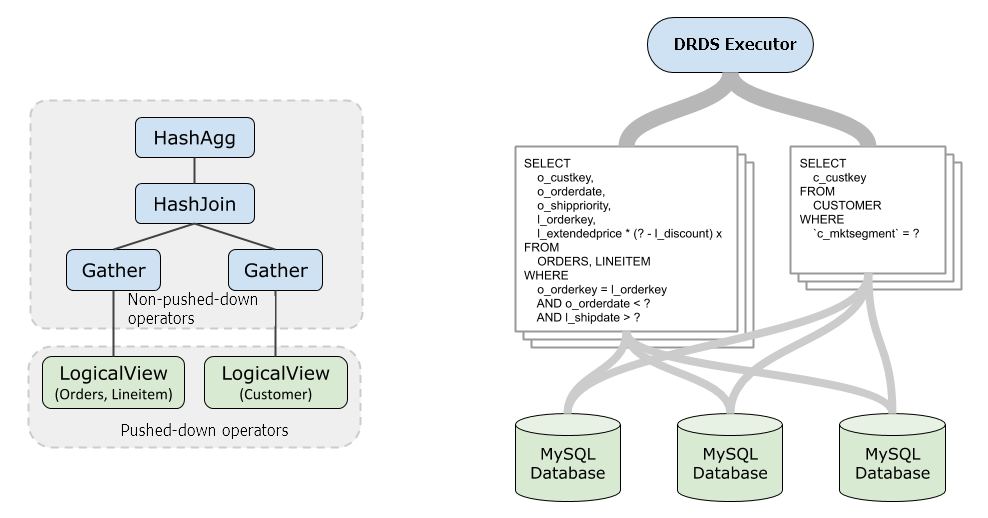 HashAgg
HashJoin
Gather
Gather
Non-pushed-down
operators
LogicalView
(Orders, Lineitem)
LogicalView
(Customer)
Pushed-down operators
DRDS Executor
SELECT
o_custkey,
o_orderdate,
o_shippriority,
l_orderkey,
l_extendedprice * (? - l_discount) x
FROM
ORDERS, LINEITEM
WHERE
o_orderkey = l_orderkey
AND o_orderdate < ?
AND l_shipdate > ?
SELECT
c_custkey
FROM
CUSTOMER
WHERE
`c_mktsegment` = ?
MySQL
Database
MySQL
Database
MySQL
Database